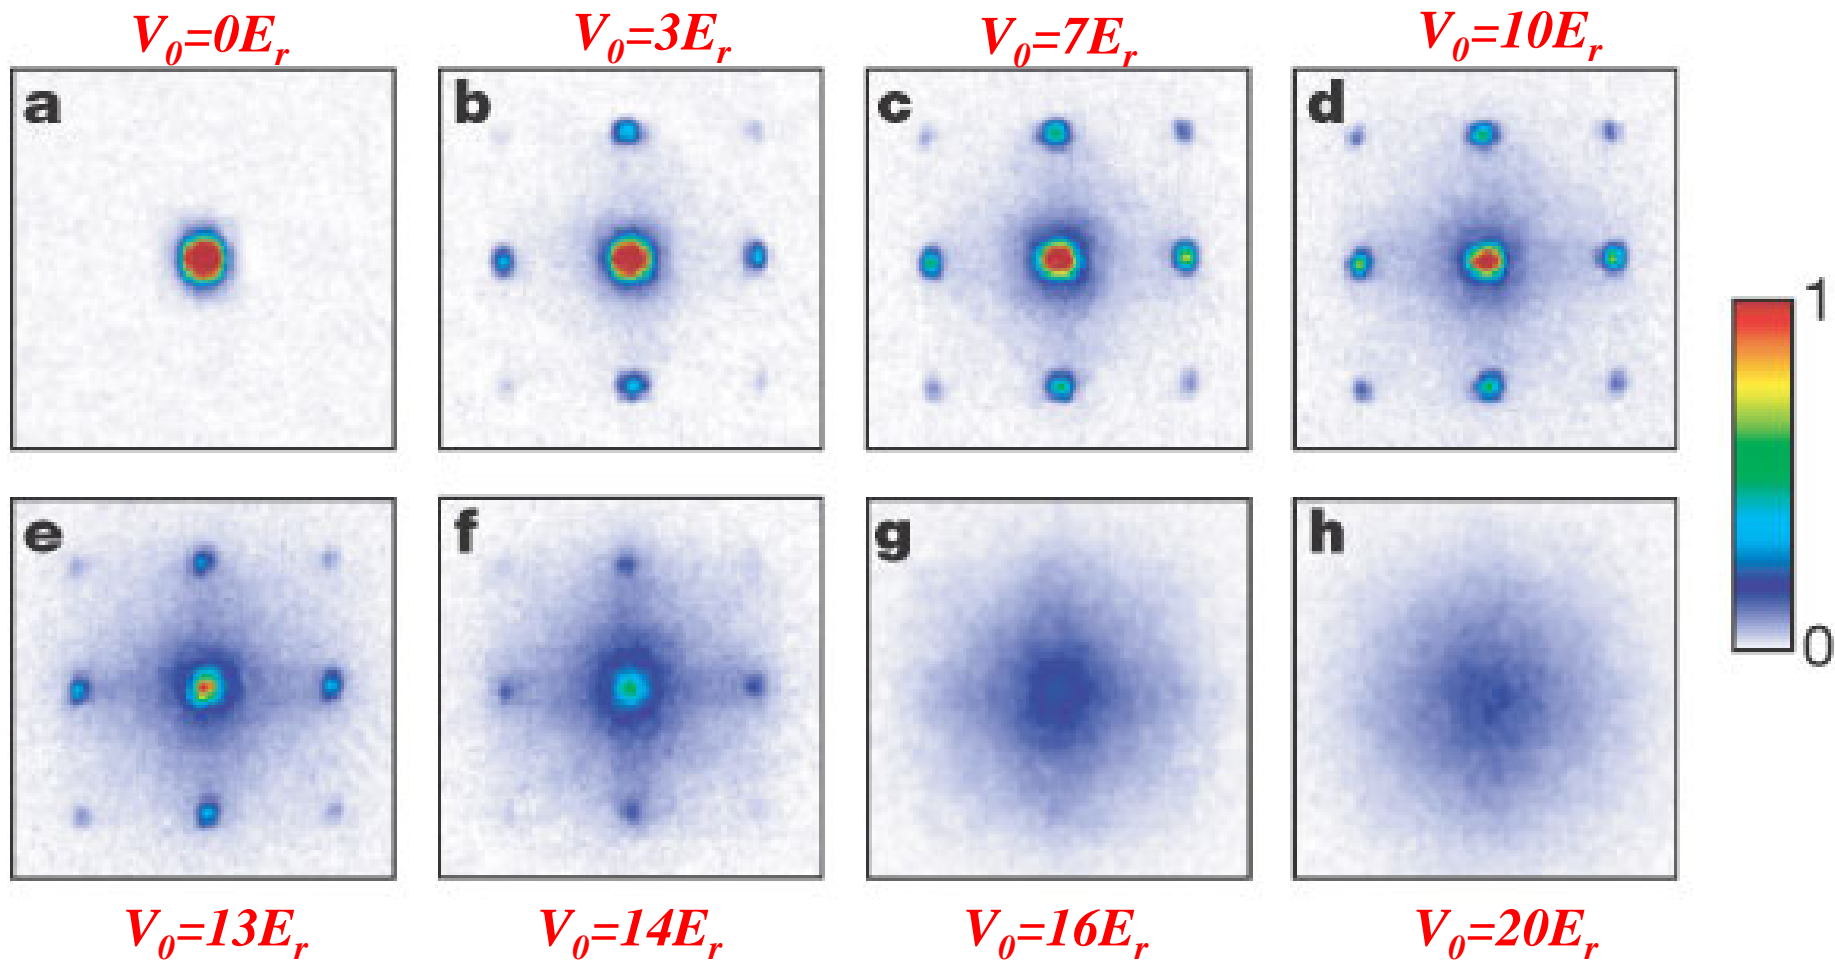 V₀=0Eᵣ
V₀=3Eᵣ
V₀=7Eᵣ
V₀=10Eᵣ
a
b
c
d
1
e
f
g
h
0
V₀=13Eᵣ
V₀=14Eᵣ
V₀=16Eᵣ
V₀=20Eᵣ